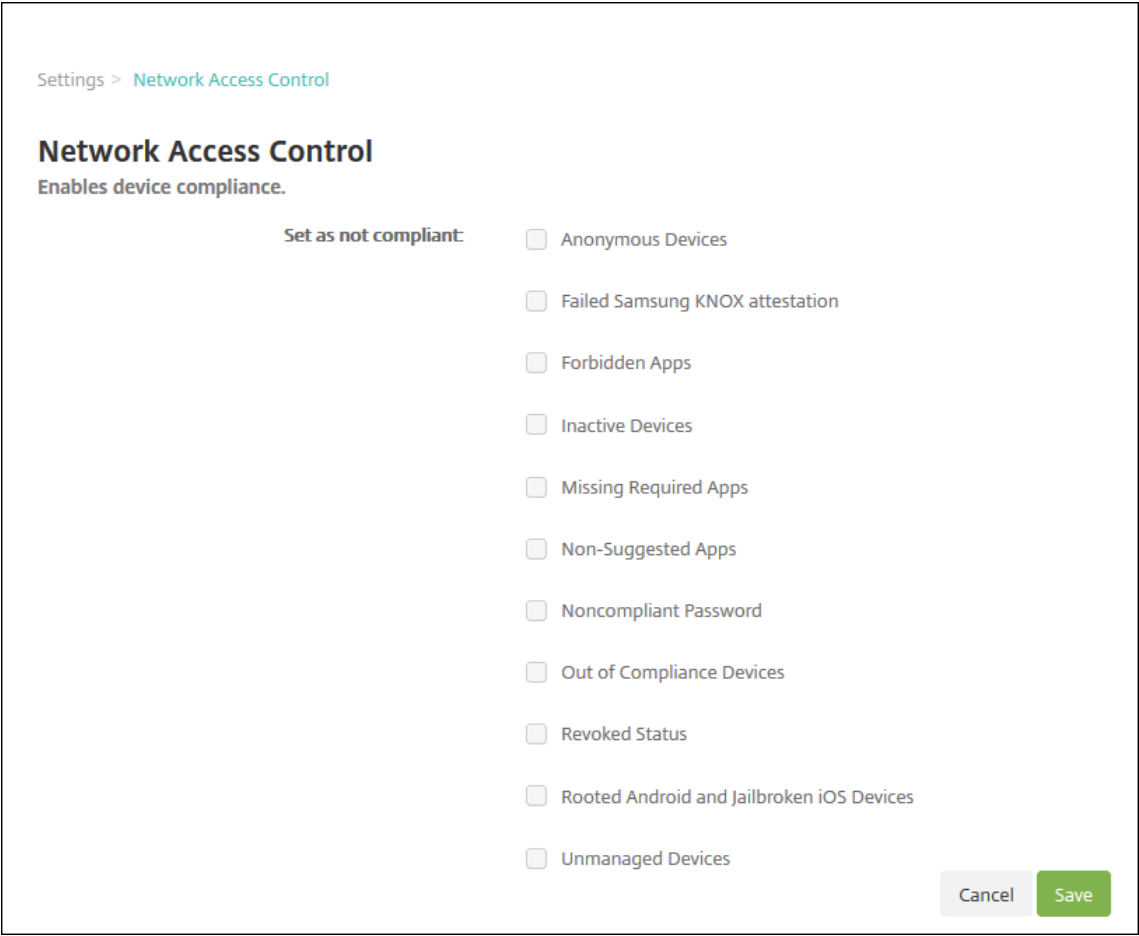 Settings > Network Access Control
Network Access Control
Enables device compliance.
Set as not compliant:
Anonymous Devices
Failed Samsung KNOX attestation
Forbidden Apps
Inactive Devices
Missing Required Apps
Non-Suggested Apps
Noncompliant Password
Out of Compliance Devices
Revoked Status
Rooted Android and Jailbroken iOS Devices
Unmanaged Devices
Cancel Save